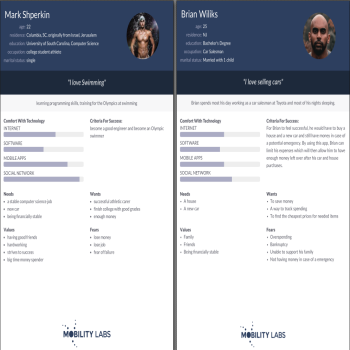 Mark Shperkin
age: 22
residence: Columbia, SC, originally from Israel, Jerusalem
education: University of South Carolina, Computer Science
occupation: college student athlete
marital status: single
"I love Swimming"
learning programming skills, training for the Olympics at swimming
Comfort With Technology
INTERNET
SOFTWARE
MOBILE APPS
SOCIAL NETWORK
Criteria For Success
became capital engineer and become an Olympic
swimmer
Needs
a stable computer science job
new car
being financially stable
Wants
successful athletic career
finish college with good grades
enough money
Values
having good friends
hardworking
strives to success
big time money spender
Fears
lose money
lose job
fear of failure
MOBILITY LABS
Brian Wiliks
age: 25
residence: NJ
education: Bachelor's Degree
occupation: Car Salesman
marital status: Married with 1 child
"I love selling cars"
Brian spends most his day working as a car salesman at Toyota and most of his nights sleeping
Comfort With Technology
INTERNET
SOFTWARE
MOBILE APPS
SOCIAL NETWORK
Criteria For Success
For Brian to feel successful he would have to buy a
house and a new car and still have money in case of
a potential emergency. By using this app, Brian can
limit his expenses which will then allow him to have
enough money left over after his car and house
purchases.
Needs
A house
A new car
Wants
To save money
A way to track spending
To find the cheapest prices for needed items
Values
Family
Friends
Being financially stable
Fears
Overspending
Bankruptcy
Unable to support his family
Not having money in case of a emergency
MOBILITY LABS